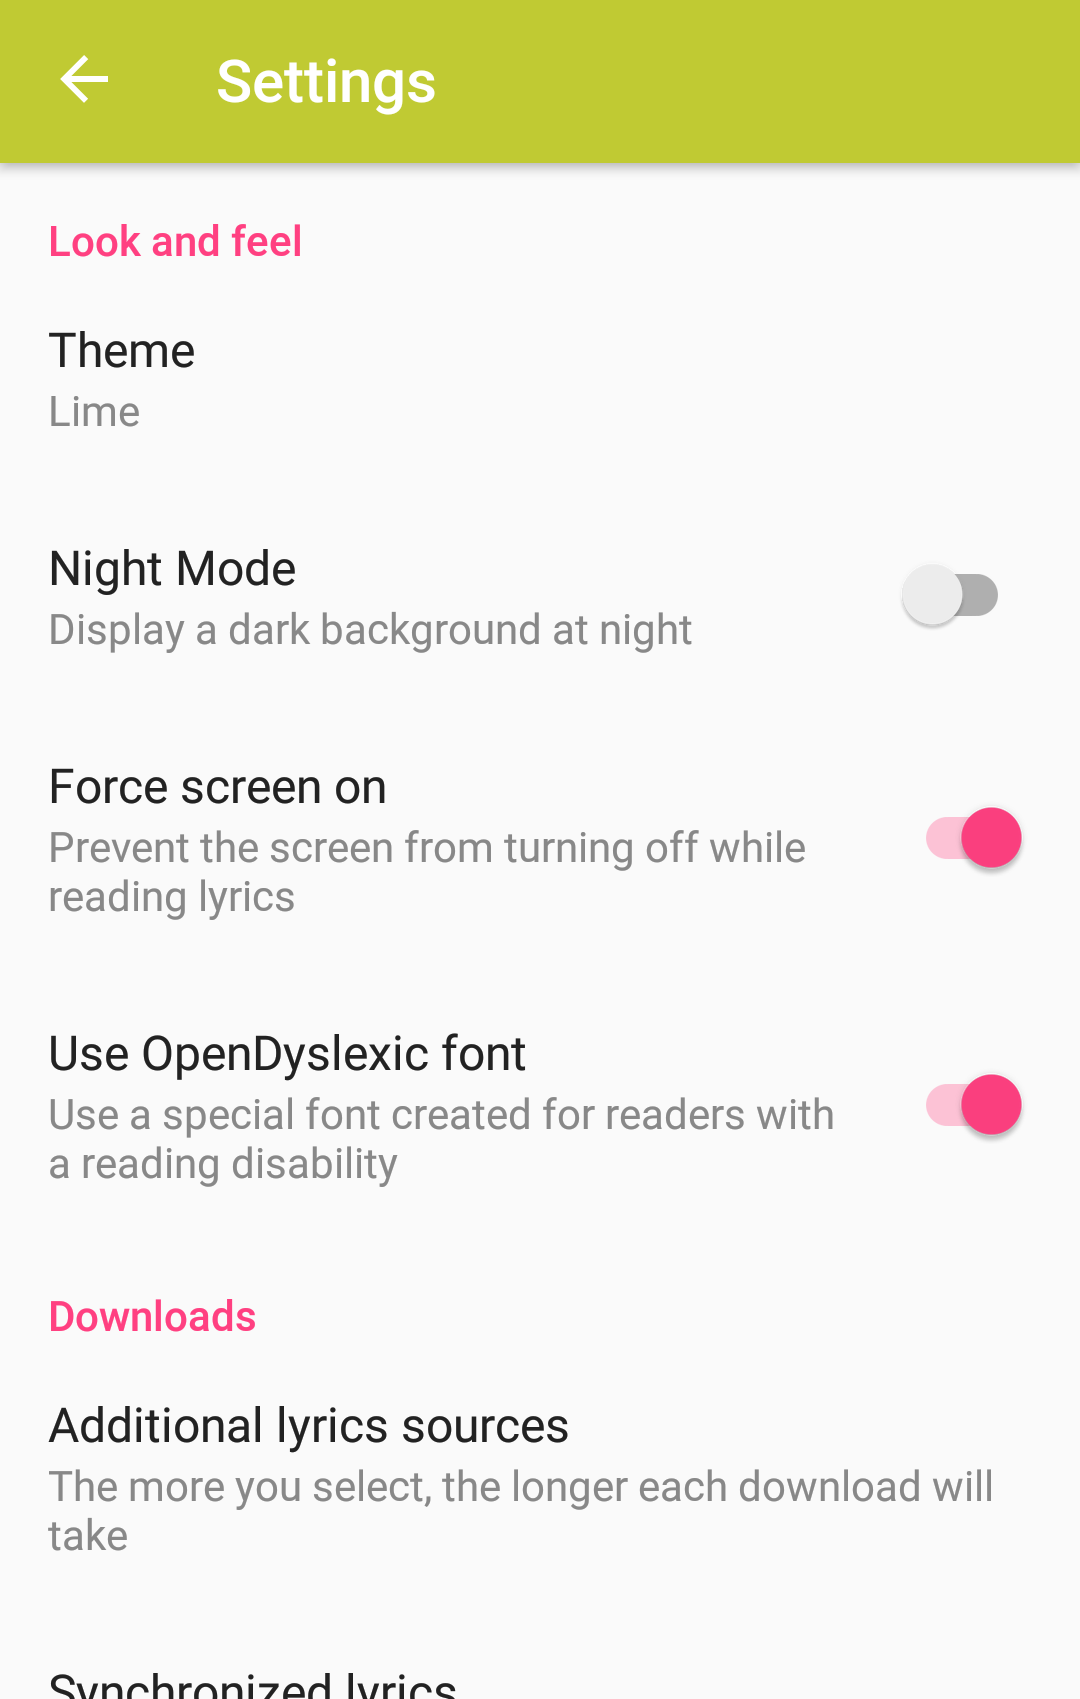 Settings
Look and feel
Theme
Lime
Night Mode
Display a dark background at night
Force screen on
Prevent the screen from turning off while
reading lyrics
Use OpenDyslexic font
Use a special font created for readers with
a reading disability
Downloads
Additional lyrics sources
The more you select, the longer each download will
take
Synchronized lyrics